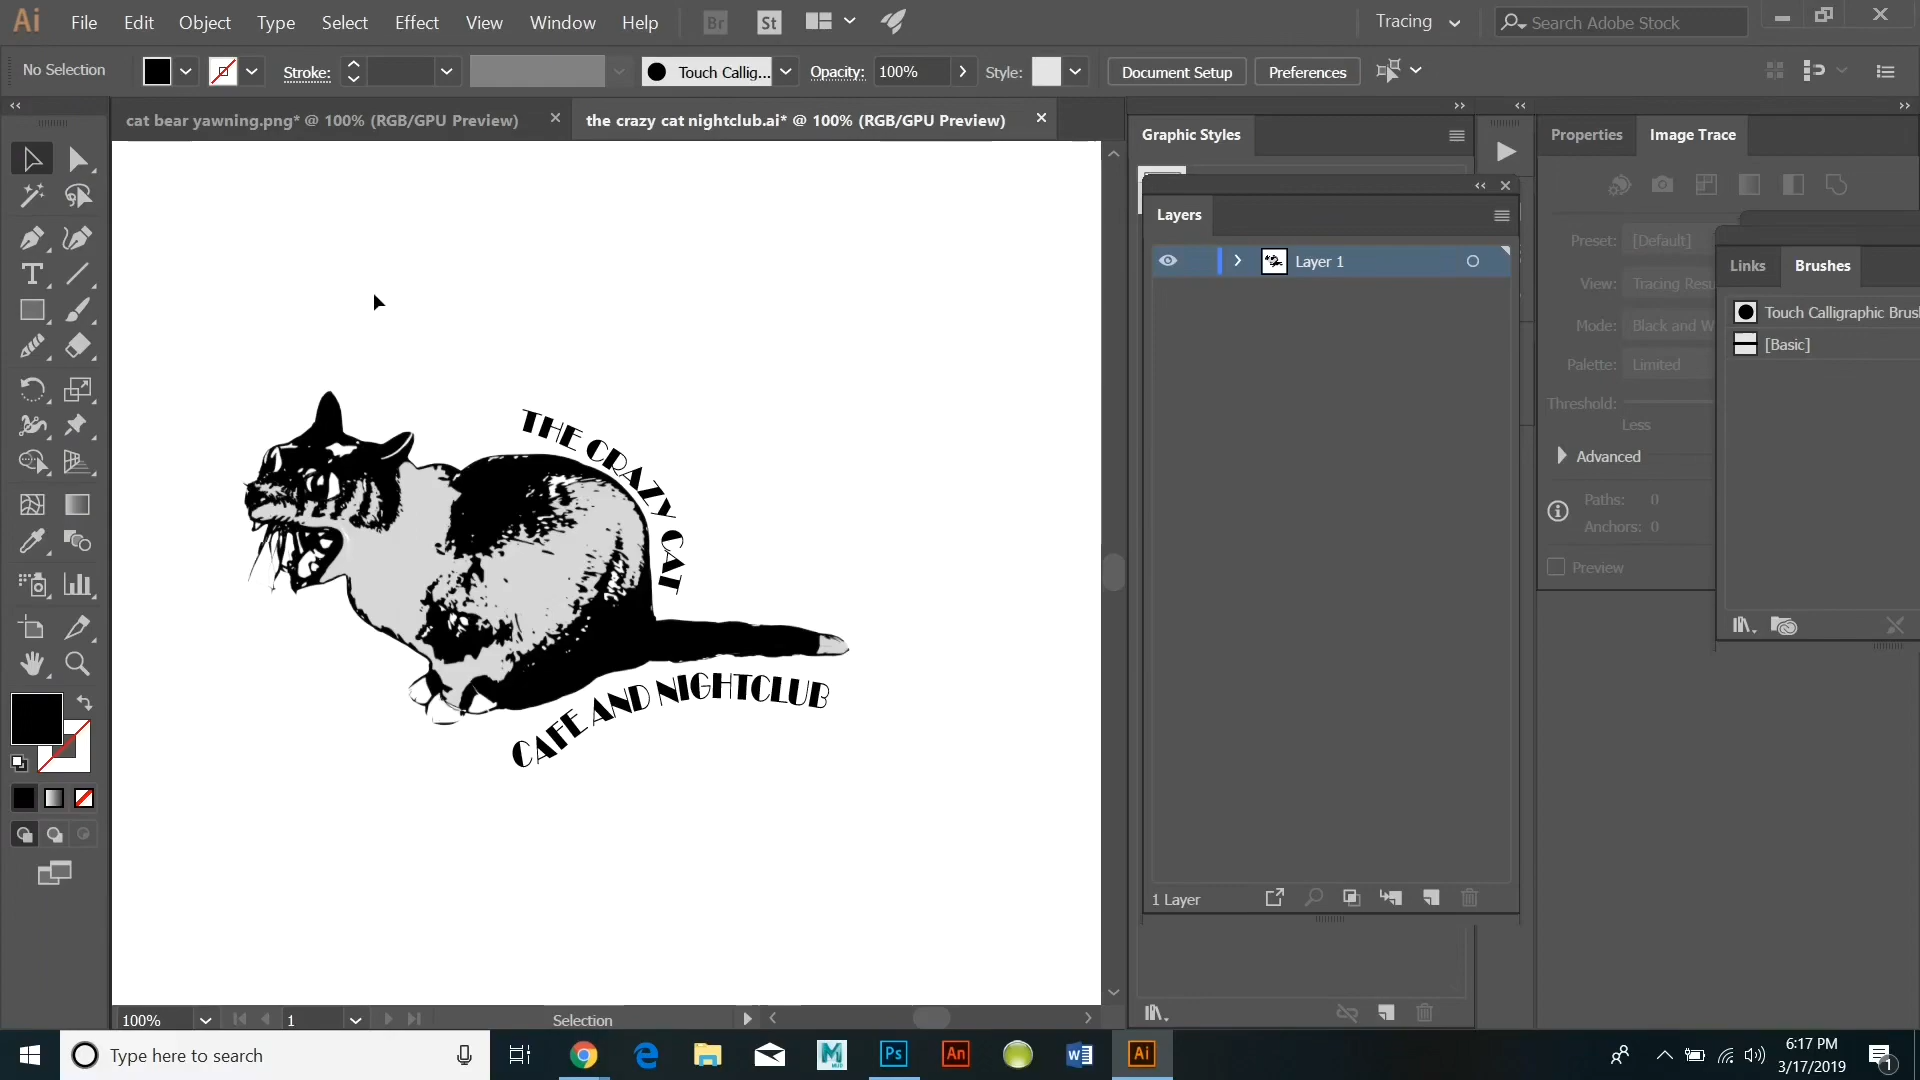 Ai File Edit Object Type Select Effect View Window Help Br St Tracing Search Adobe Stock
No Selection Stroke: Touch Callig... Opacity: 100% Style: Document Setup Preferences
cat bear yawning.png* @ 100% (RGB/GPU Preview) the crazy cat nightclub.ai* @ 100% (RGB/GPU Preview)
Graphic Styles
Properties Image Trace
Layers
Layer 1
Preset: [Default]
Links Brushes
View: Tracing Resu
Touch Calligraphic Brush
Mode: Black and W
[Basic]
Palette: Limited
Threshold:
Less
Advanced
Paths: 0
Anchors: 0
Preview
THE CRAZY CAT
CAFE AND NIGHTCLUB
1 Layer
100% 1 Selection
Type here to search
Ps An Ai
6:17 PM
3/17/2019
1